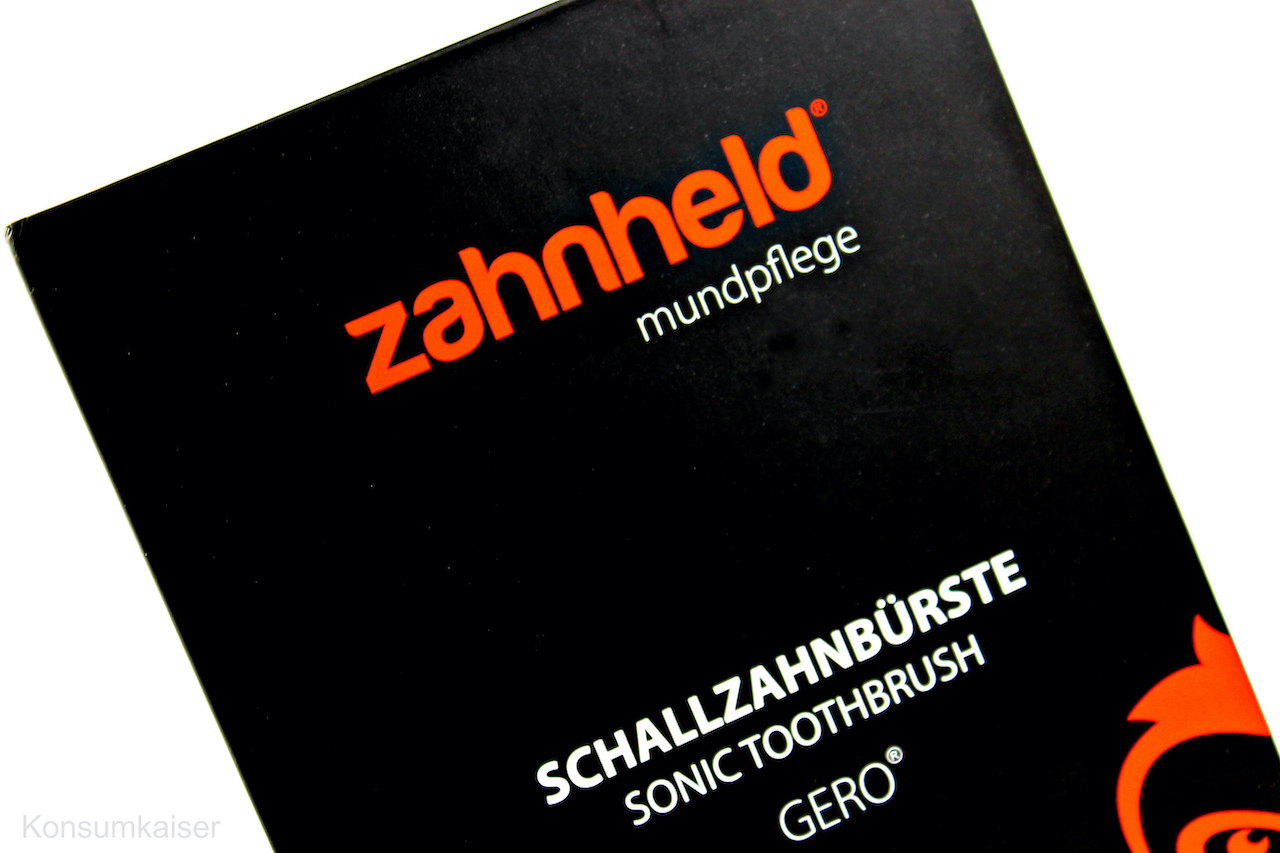 zahnheld®
mundpflege
SCHALLZAHNBÜRSTE
SONIC TOOTHBRUSH
GERO®
Konsumkaiser